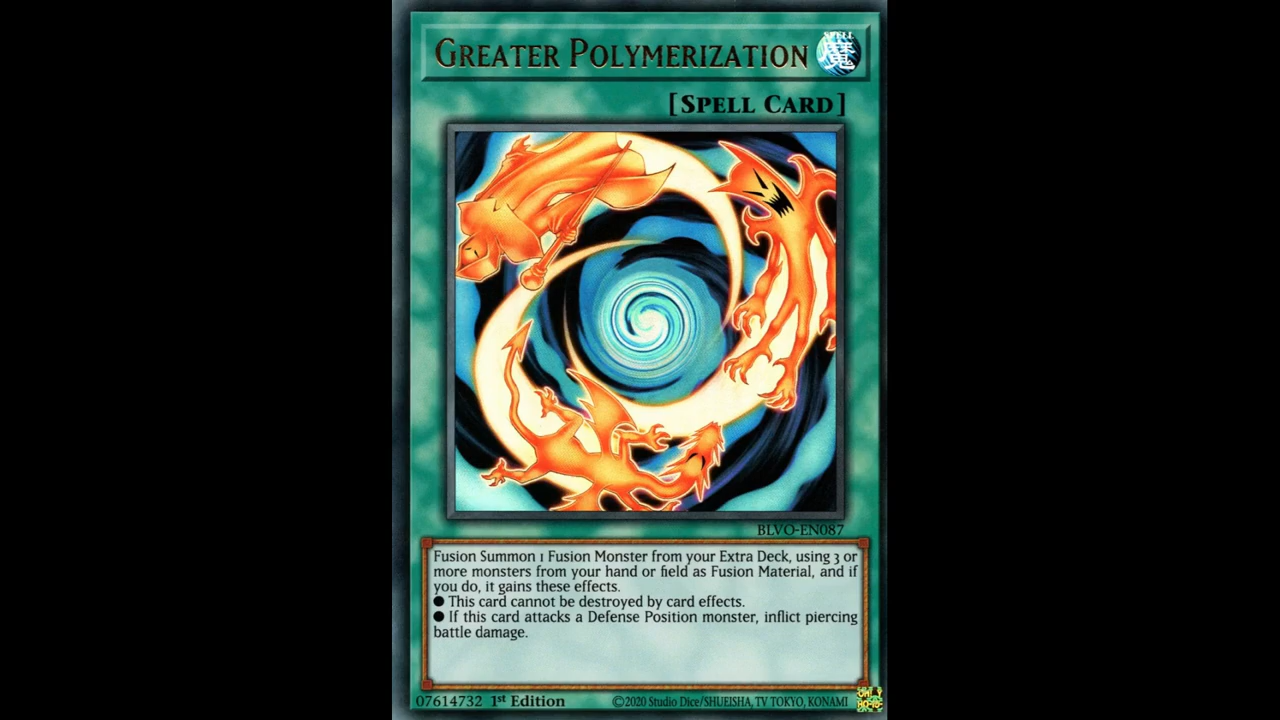 GREATER POLYMERIZATION
SPELL
魔
[SPELL CARD]
BLVO-EN087
Fusion Summon 1 Fusion Monster from your Extra Deck, using 3 or
more monsters from your hand or field as Fusion Material, and if
you do, it gains these effects.
● This card cannot be destroyed by card effects.
● If this card attacks a Defense Position monster, inflict piercing
battle damage.
07614732 1st Edition ©2020 Studio Dice/SHUEISHA, TV TOKYO, KONAMI